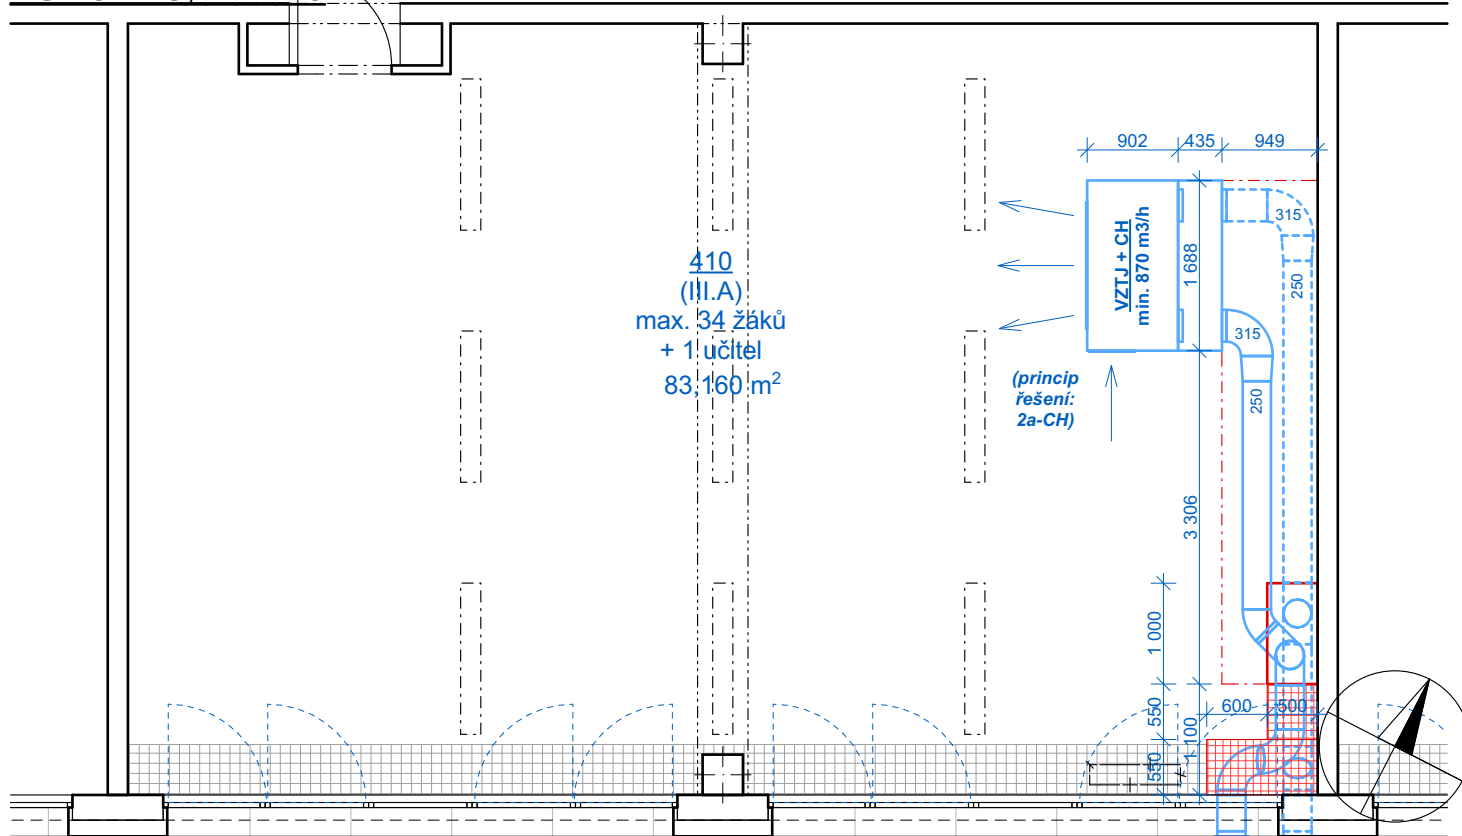 902
435
949
315
410
(III.A)
max. 34 žáků
+ 1 učitel
83,160 m²
VZTJ + CH
min. 870 m3/h
1 688
250
315
(princip
řešení:
2a-CH)
250
3 306
1 000
550
600
500
1 100
550